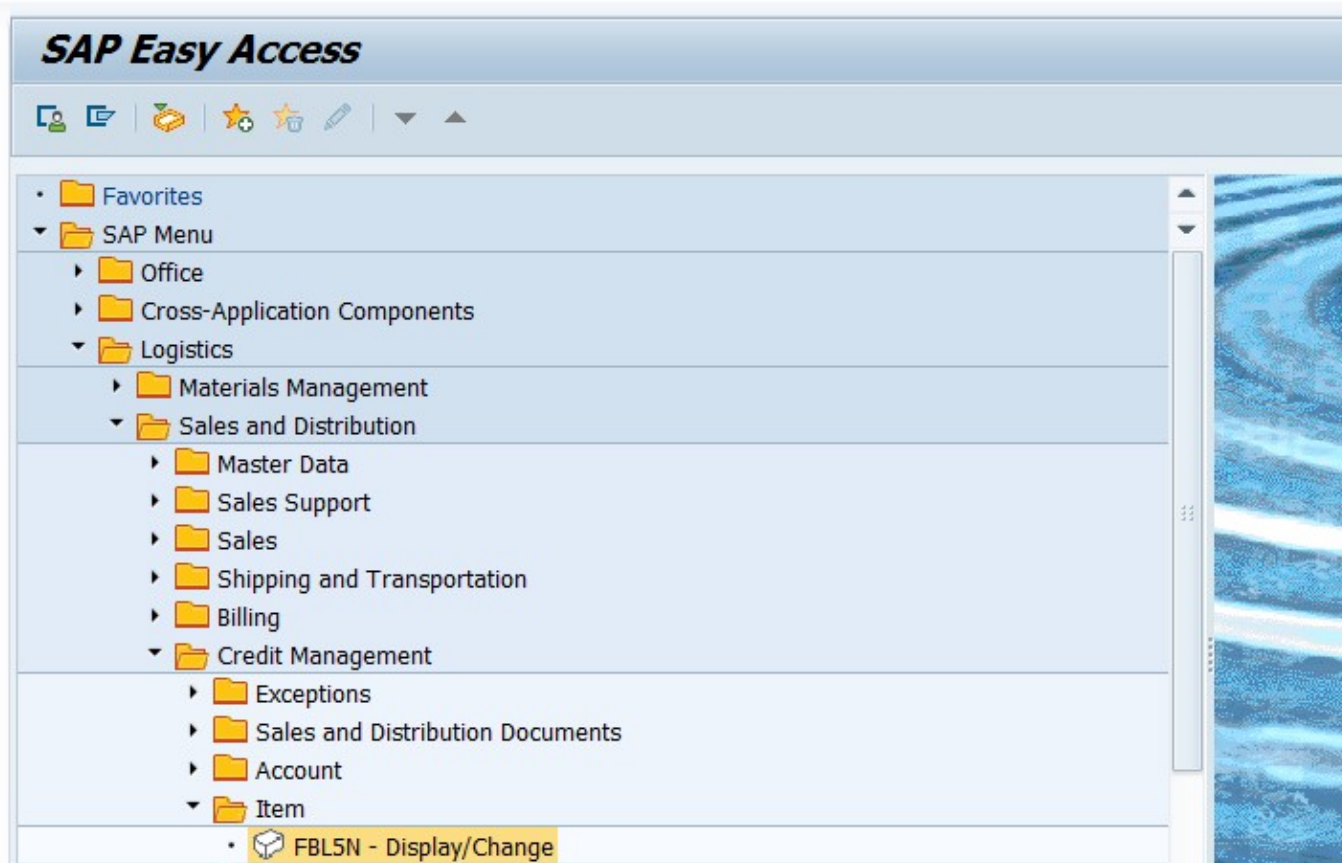 SAP Easy Access
Favorites
SAP Menu
Office
Cross-Application Components
Logistics
Materials Management
Sales and Distribution
Master Data
Sales Support
Sales
Shipping and Transportation
Billing
Credit Management
Exceptions
Sales and Distribution Documents
Account
Item
FBL5N - Display/Change